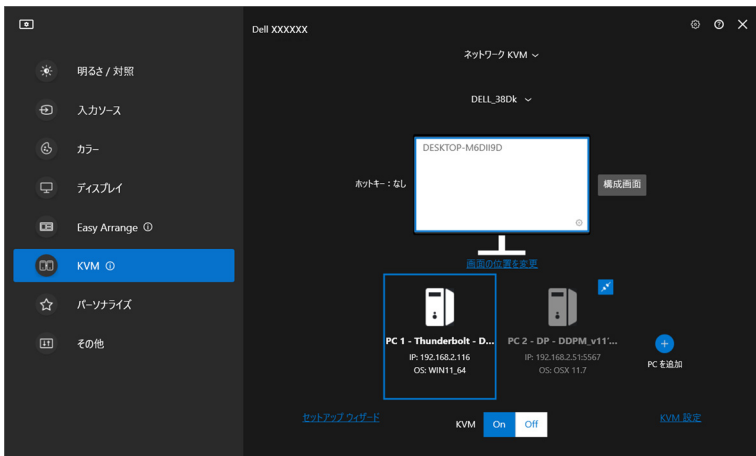 Dell XXXXXX
明るさ / 対照
入力ソース
カラー
ディスプレイ
Easy Arrange
KVM
パーソナライズ
その他
ネットワーク KVM
DELL_38Dk
DESKTOP-M6DII9D
ホットキー：なし
構成画面
画面の位置を変更
PC 1 - Thunderbolt - D...
IP: 192.168.2.116
OS: WIN11_64
PC 2 - DP - DDPM_v11'...
IP: 192.168.2.51:5567
OS: OSX 11.7
PC を追加
セットアップ ウィザード
KVM On Off
KVM 設定